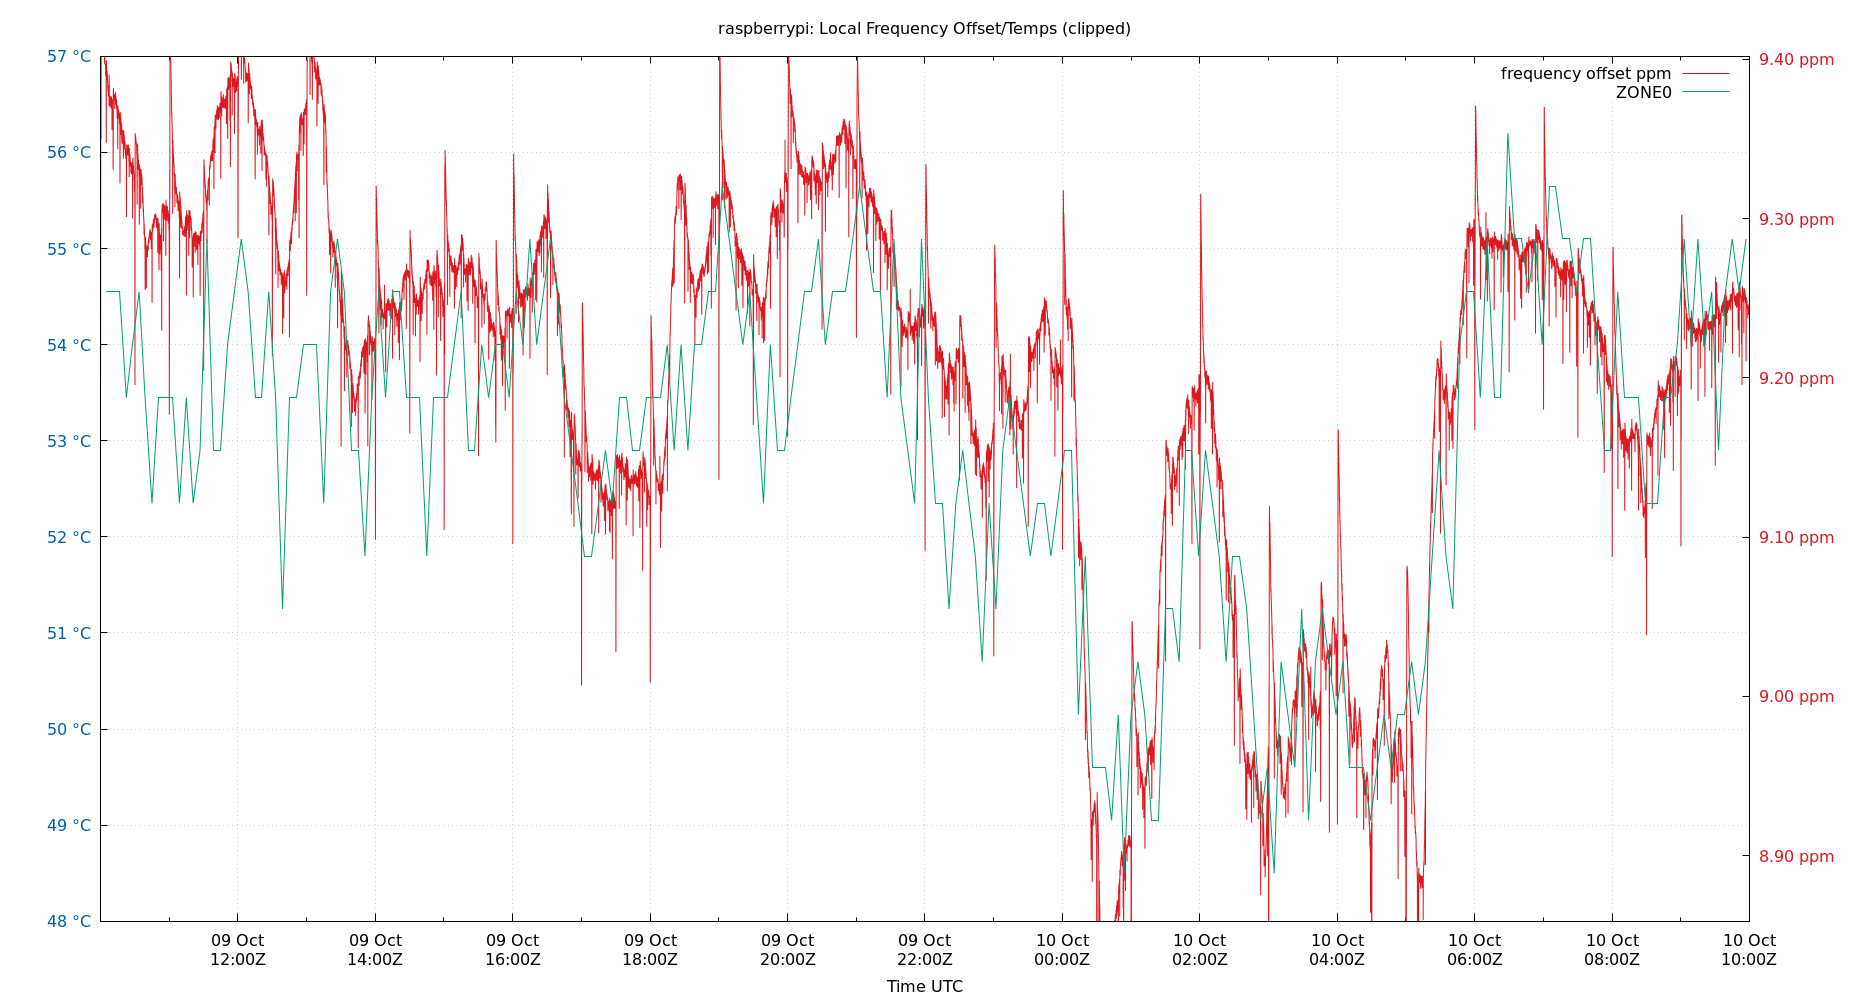 raspberrypi: Local Frequency Offset/Temps (clipped)
57 °C
56 °C
55 °C
54 °C
53 °C
52 °C
51 °C
50 °C
49 °C
48 °C
9.40 ppm
9.30 ppm
9.20 ppm
9.10 ppm
9.00 ppm
8.90 ppm
frequency offset ppm
ZONE0
09 Oct
12:00Z
09 Oct
14:00Z
09 Oct
16:00Z
09 Oct
18:00Z
09 Oct
20:00Z
09 Oct
22:00Z
10 Oct
00:00Z
10 Oct
02:00Z
10 Oct
04:00Z
10 Oct
06:00Z
10 Oct
08:00Z
10 Oct
10:00Z
Time UTC